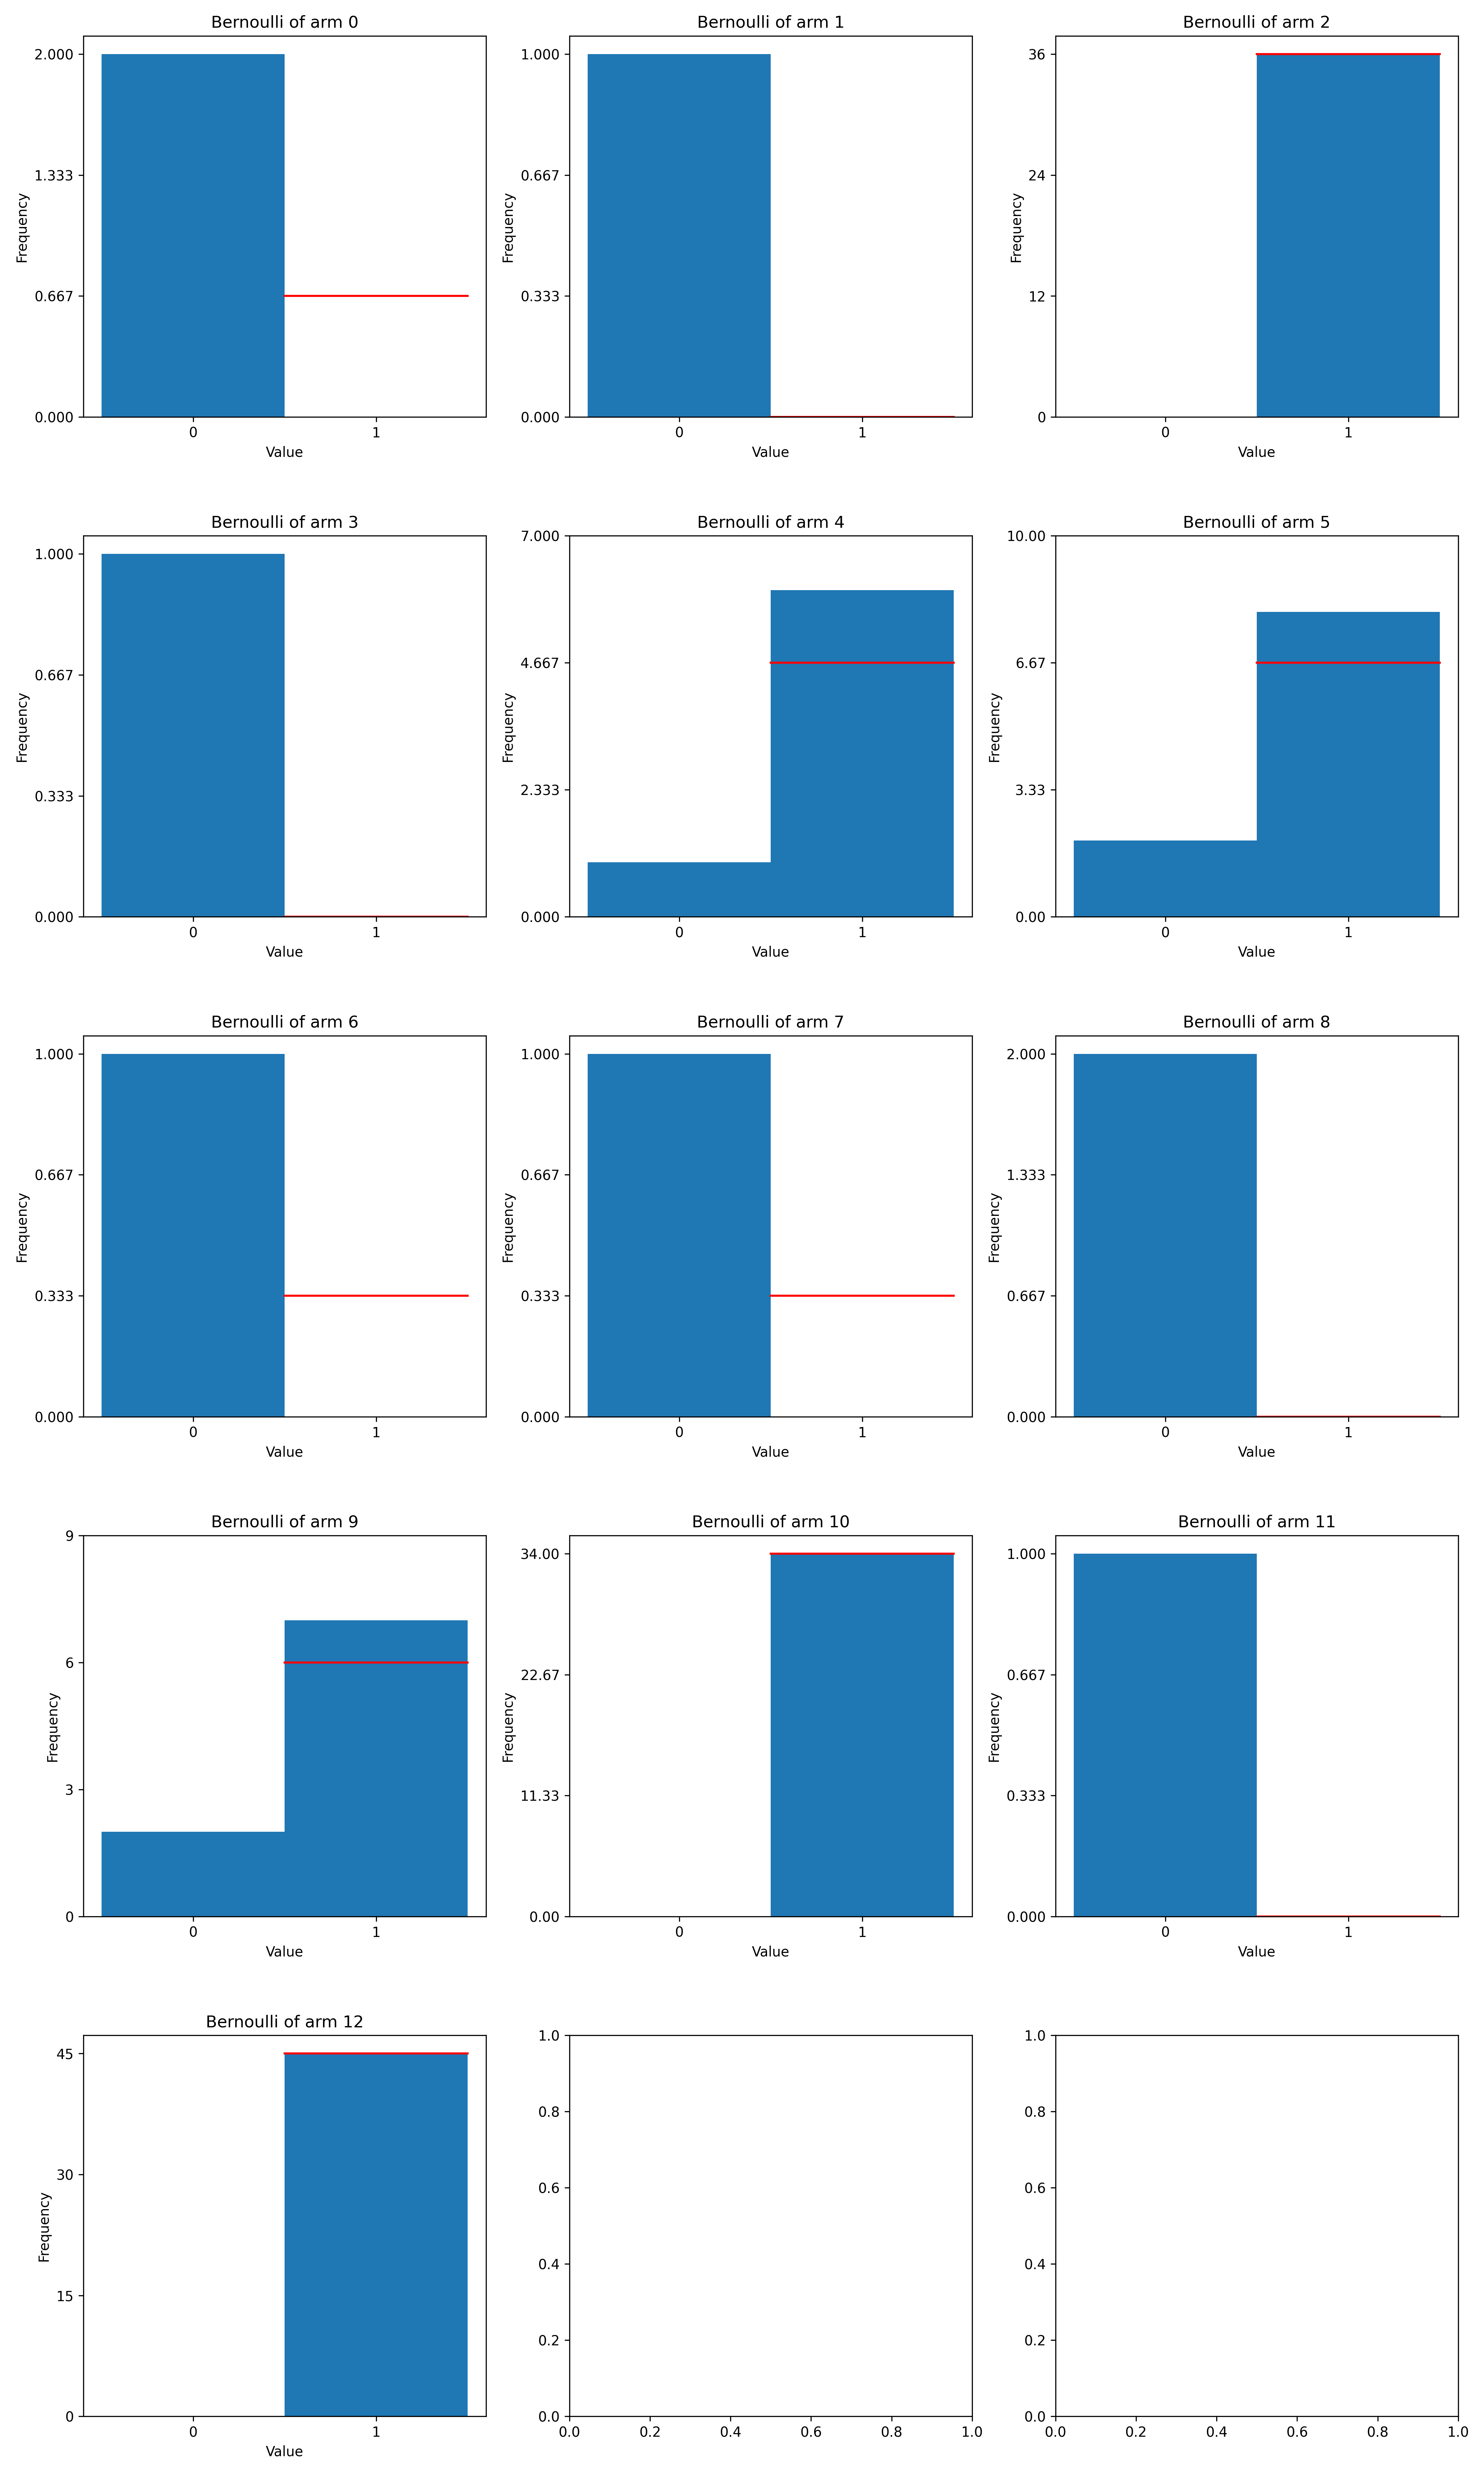 Bernoulli of arm 0
Bernoulli of arm 1
Bernoulli of arm 2
2.000
1.333
0.667
0.000
Frequency
0 1
Value
1.000
0.667
0.333
0.000
Frequency
0 1
Value
36
24
12
0
Frequency
0 1
Value
Bernoulli of arm 3
Bernoulli of arm 4
Bernoulli of arm 5
1.000
0.667
0.333
0.000
Frequency
0 1
Value
7.000
4.667
2.333
0.000
Frequency
0 1
Value
10.00
6.67
3.33
0.00
Frequency
0 1
Value
Bernoulli of arm 6
Bernoulli of arm 7
Bernoulli of arm 8
1.000
0.667
0.333
0.000
Frequency
0 1
Value
1.000
0.667
0.333
0.000
Frequency
0 1
Value
2.000
1.333
0.667
0.000
Frequency
0 1
Value
Bernoulli of arm 9
Bernoulli of arm 10
Bernoulli of arm 11
9
6
3
0
Frequency
0 1
Value
34.00
22.67
11.33
0.00
Frequency
0 1
Value
1.000
0.667
0.333
0.000
Frequency
0 1
Value
Bernoulli of arm 12
45
30
15
0
Frequency
0 1
Value
1.0
0.8
0.6
0.4
0.2
0.0
0.0 0.2 0.4 0.6 0.8 1.0
1.0
0.8
0.6
0.4
0.2
0.0
0.0 0.2 0.4 0.6 0.8 1.0